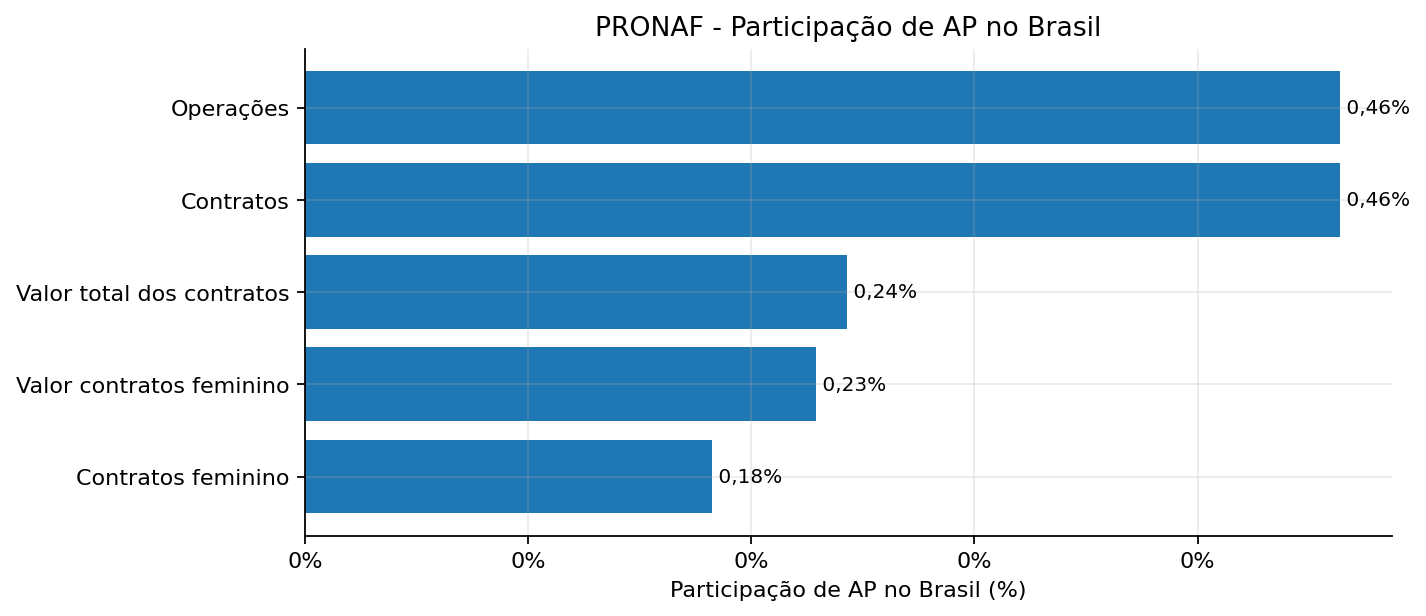 PRONAF - Participação de AP no Brasil
Operações 0,46%
Contratos 0,46%
Valor total dos contratos 0,24%
Valor contratos feminino 0,23%
Contratos feminino 0,18%
0% 0% 0% 0% 0%
Participação de AP no Brasil (%)